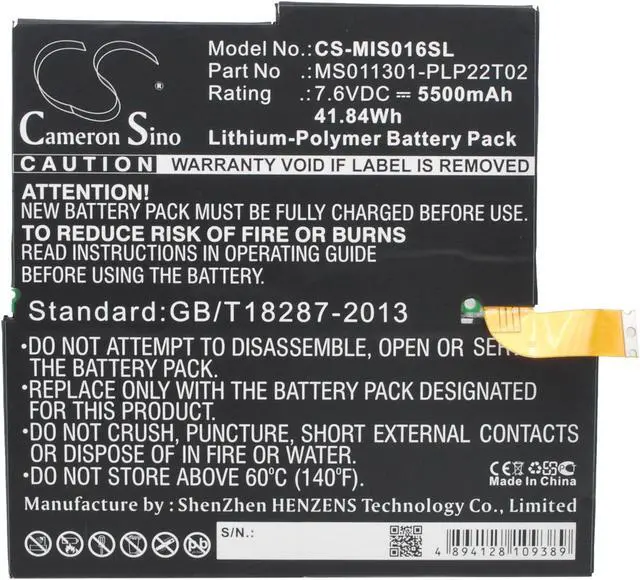 CS
®
Cameron Sino
Model No.: CS-MIS016SL
Part No .: MS011301-PLP22T02
Rating .: 7.6VDC ⎓ 5500mAh
41.84Wh
Lithium-Polymer Battery Pack
CAUTION WARRANTY VOID IF LABEL IS REMOVED
ATTENTION!
NEW BATTERY PACK MUST BE FULLY CHARGED BEFORE USE.
TO REDUCE RISK OF FIRE OR BURNS
READ INSTRUCTIONS IN OPERATING GUIDE
BEFORE USING THE BATTERY.
Standard:GB/T18287-2013
•DO NOT ATTEMPT TO DISASSEMBLE, OPEN OR SER
THE BATTERY PACK.
•REPLACE ONLY WITH THE BATTERY PACK DESIGNATED
FOR THIS PRODUCT.
•DO NOT CRUSH, PUNCTURE, SHORT EXTERNAL CONTACTS
OR DISPOSE OF IN FIRE OR WATER.
•DO NOT STORE ABOVE 60°C (140°F).
CE
Made In China
Manufacture by : ShenZhen HENZENS Technology Co., Limited
Pb
S/N.:
4 894128 109389